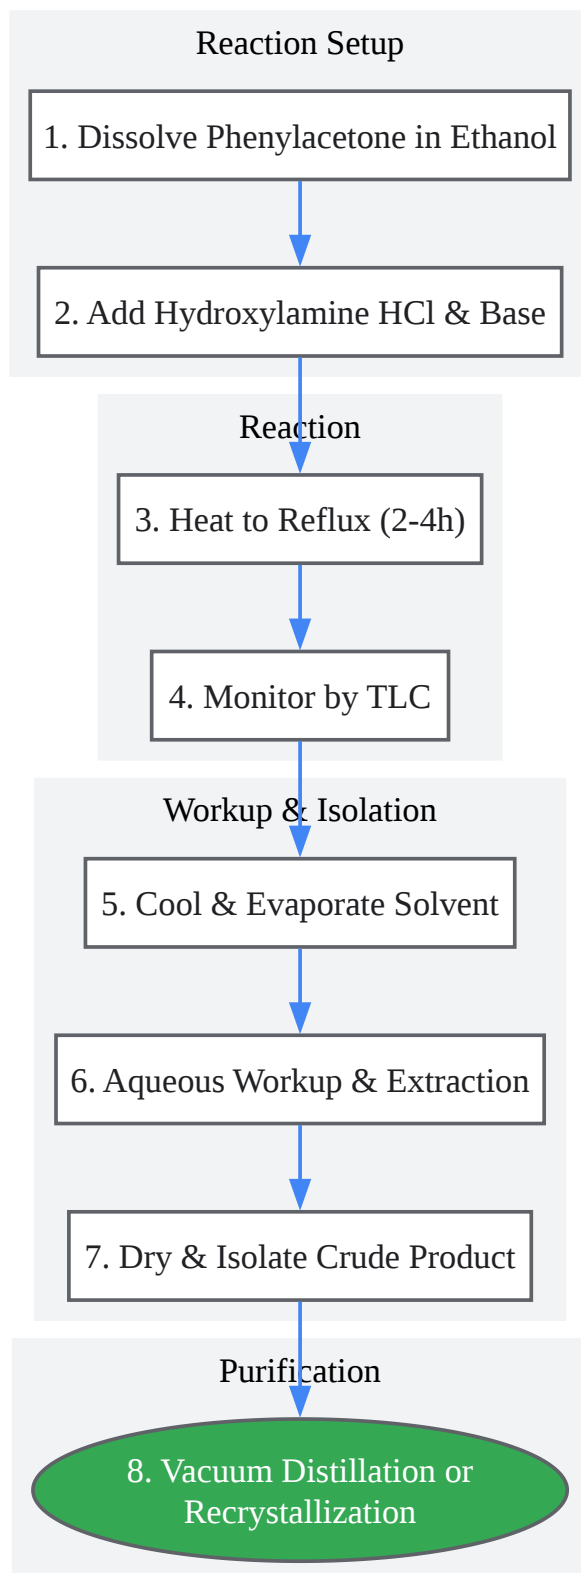 Reaction Setup
1. Dissolve Phenylacetone in Ethanol
2. Add Hydroxylamine HCl & Base
Reaction
3. Heat to Reflux (2-4h)
4. Monitor by TLC
Workup & Isolation
5. Cool & Evaporate Solvent
6. Aqueous Workup & Extraction
7. Dry & Isolate Crude Product
Purification
8. Vacuum Distillation or
Recrystallization